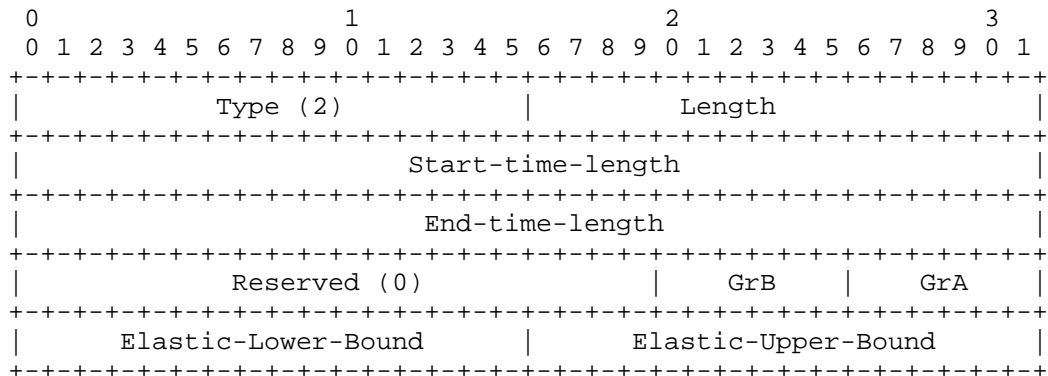 0                   1                   2                   3
 0 1 2 3 4 5 6 7 8 9 0 1 2 3 4 5 6 7 8 9 0 1 2 3 4 5 6 7 8 9 0 1
+-+-+-+-+-+-+-+-+-+-+-+-+-+-+-+-+-+-+-+-+-+-+-+-+-+-+-+-+-+-+-+-+
|            Type (2)           |         Length                |
+-+-+-+-+-+-+-+-+-+-+-+-+-+-+-+-+-+-+-+-+-+-+-+-+-+-+-+-+-+-+-+-+
|                        Start-time-length                      |
+-+-+-+-+-+-+-+-+-+-+-+-+-+-+-+-+-+-+-+-+-+-+-+-+-+-+-+-+-+-+-+-+
|                         End-time-length                       |
+-+-+-+-+-+-+-+-+-+-+-+-+-+-+-+-+-+-+-+-+-+-+-+-+-+-+-+-+-+-+-+-+
|             Reserved (0)              |    GrB    |    GrA    |
+-+-+-+-+-+-+-+-+-+-+-+-+-+-+-+-+-+-+-+-+-+-+-+-+-+-+-+-+-+-+-+-+
|      Elastic-Lower-Bound      |      Elastic-Upper-Bound      |
+-+-+-+-+-+-+-+-+-+-+-+-+-+-+-+-+-+-+-+-+-+-+-+-+-+-+-+-+-+-+-+-+